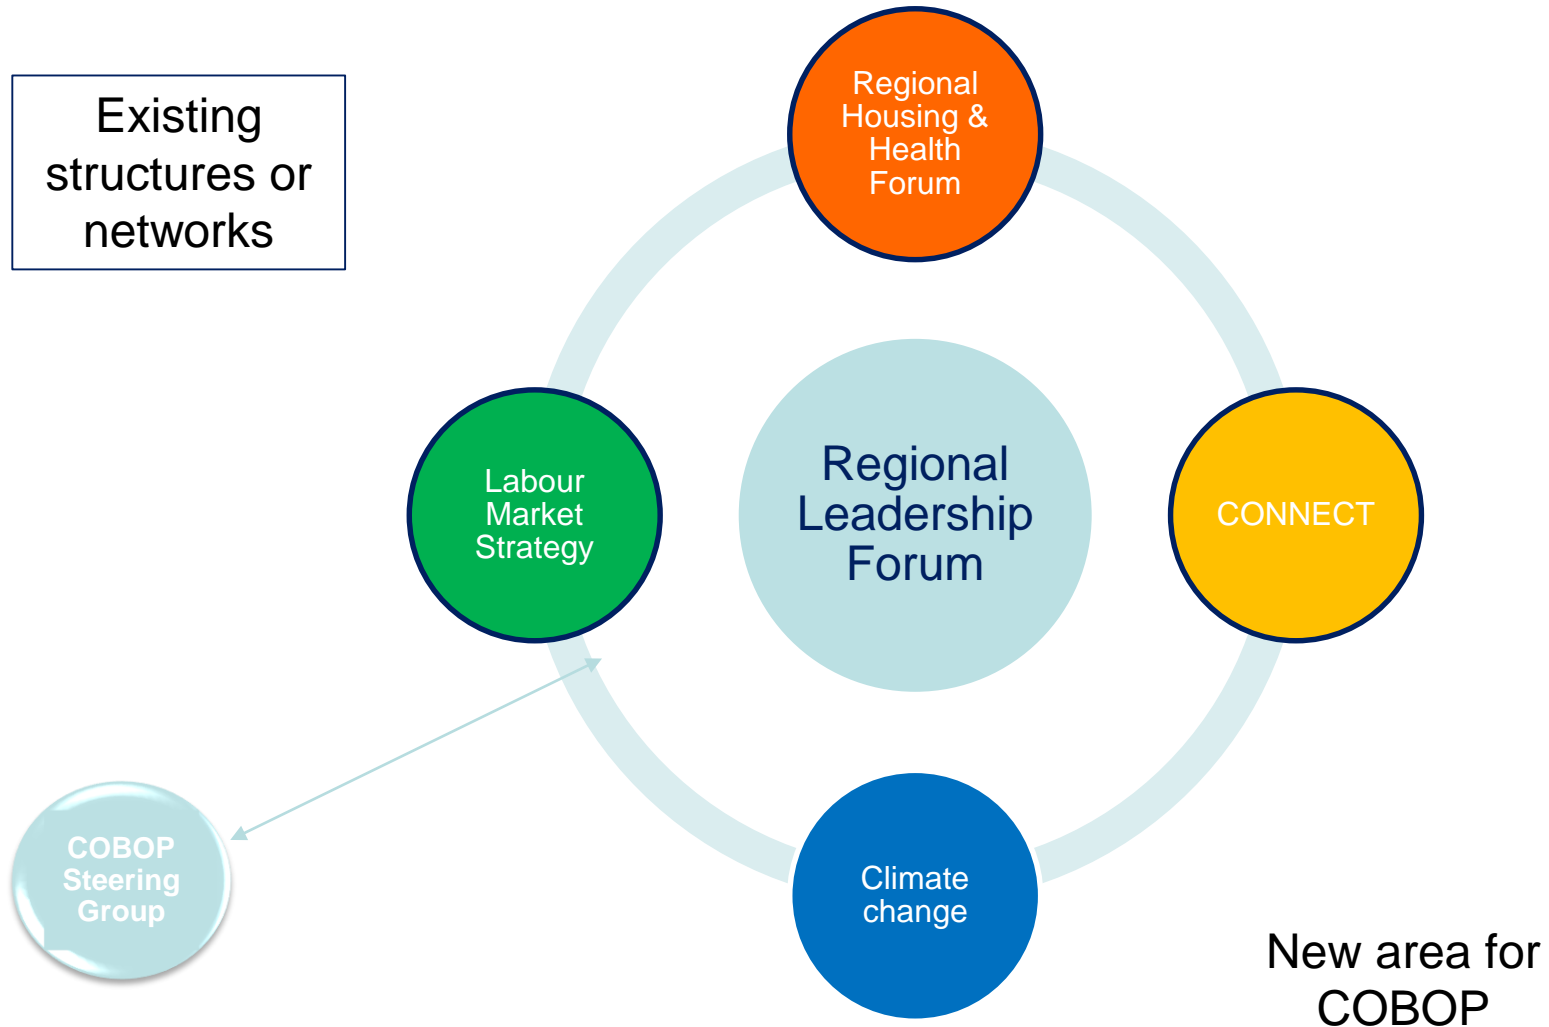 Existing
structures or
networks
Regional
Housing &
Health
Forum
Labour
Market
Strategy
Regional
Leadership
Forum
CONNECT
COBOP
Steering
Group
Climate
change
New area for
COBOP